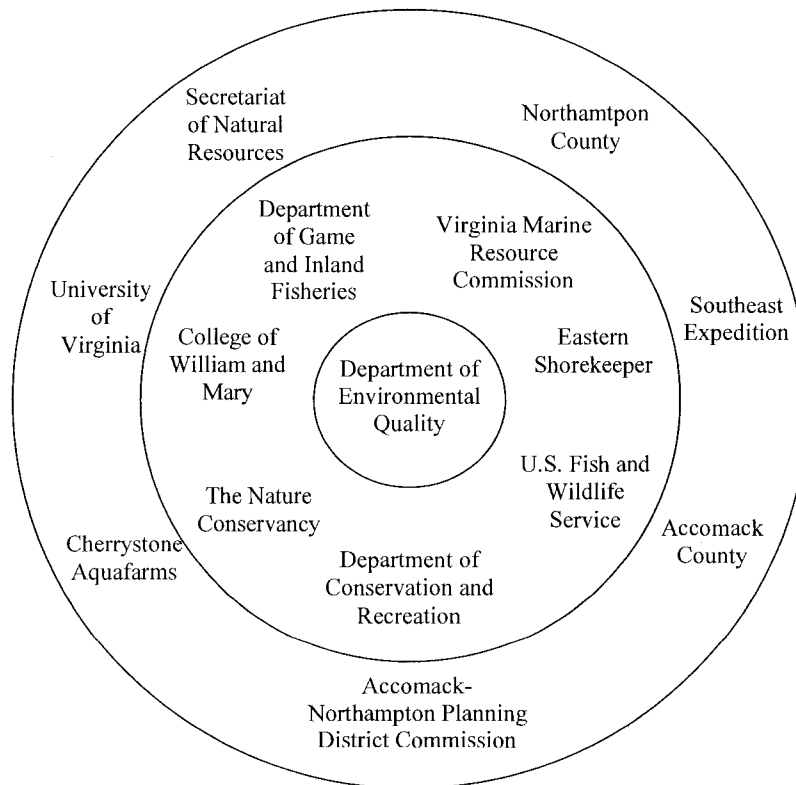 Secretariat
of Natural
Resources
Northamtpon
County
Department
of Game
and Inland
Fisheries
Virginia Marine
Resource
Commission
University
of
Virginia
Southeast
Expedition
College of
William and
Mary
Eastern
Shorekeeper
Department of
Environmental
Quality
U.S. Fish and
Wildlife
Service
The Nature
Conservancy
Cherrystone
Aquafarms
Accomack
County
Department of
Conservation and
Recreation
Accomack-
Northampton Planning
District Commission